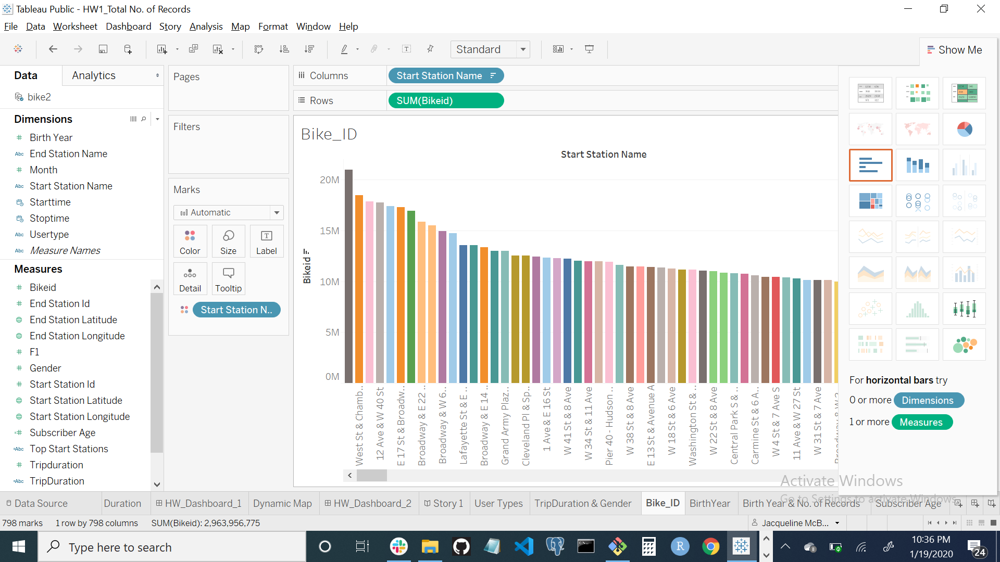 Tableau Public - HW1_Total No. of Records
File Data Worksheet Dashboard Story Analysis Map Format Window Help
Standard
Show Me
Data Analytics
bike2
Dimensions
Birth Year
Abc End Station Name
Month
Abc Start Station Name
Starttime
Stoptime
Abc Usertype
Abc Measure Names
Measures
Bikeid
End Station Id
End Station Latitude
End Station Longitude
F1
Gender
Start Station Id
Start Station Latitude
Start Station Longitude
Subscriber Age
=Abc Top Start Stations
Tripduration
=Abc TripDuration
Pages
Filters
Marks
Automatic
Color Size Label
Detail Tooltip
Start Station N..
Columns Start Station Name
Rows SUM(Bikeid)
Bike_ID
Start Station Name
Bikeid
20M
15M
10M
5M
0M
West St & Chamb..
12 Ave & W 40 St
E 17 St & Broadw..
Broadway & E 22 ..
Broadway & W 6..
Lafayette St & E ..
Broadway & E 14 ..
Grand Army Plaz..
Cleveland Pl & Sp..
1 Ave & E 16 St
W 41 St & 8 Ave
W 34 St & 11 Ave
Pier 40 - Hudson ..
W 38 St & 8 Ave
E 13 St & Avenue A
W 18 St & 6 Ave
Washington St & ..
W 22 St & 8 Ave
Central Park S & ..
Carmine St & 6 A..
W 4 St & 7 Ave S
11 Ave & W 27 St
W 31 St & 7 Ave
For horizontal bars try
0 or more Dimensions
1 or more Measures
Activate Windows
Go to Settings to activate Windows.
Data Source Duration HW_Dashboard_1 Dynamic Map HW_Dashboard_2 Story 1 User Types TripDuration & Gender Bike_ID BirthYear Birth Year & No. of Records Subscriber Age
798 marks 1 row by 798 columns SUM(Bikeid): 2,963,956,775
Jacqueline McB...
Type here to search
R
10:36 PM
1/19/2020
24